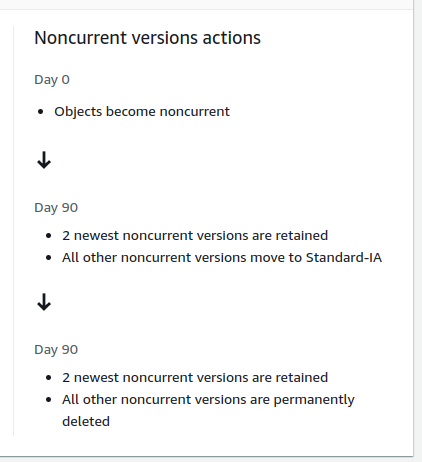 Noncurrent versions actions
Day 0
• Objects become noncurrent
↓
Day 90
• 2 newest noncurrent versions are retained
• All other noncurrent versions move to Standard-IA
↓
Day 90
• 2 newest noncurrent versions are retained
• All other noncurrent versions are permanently
deleted